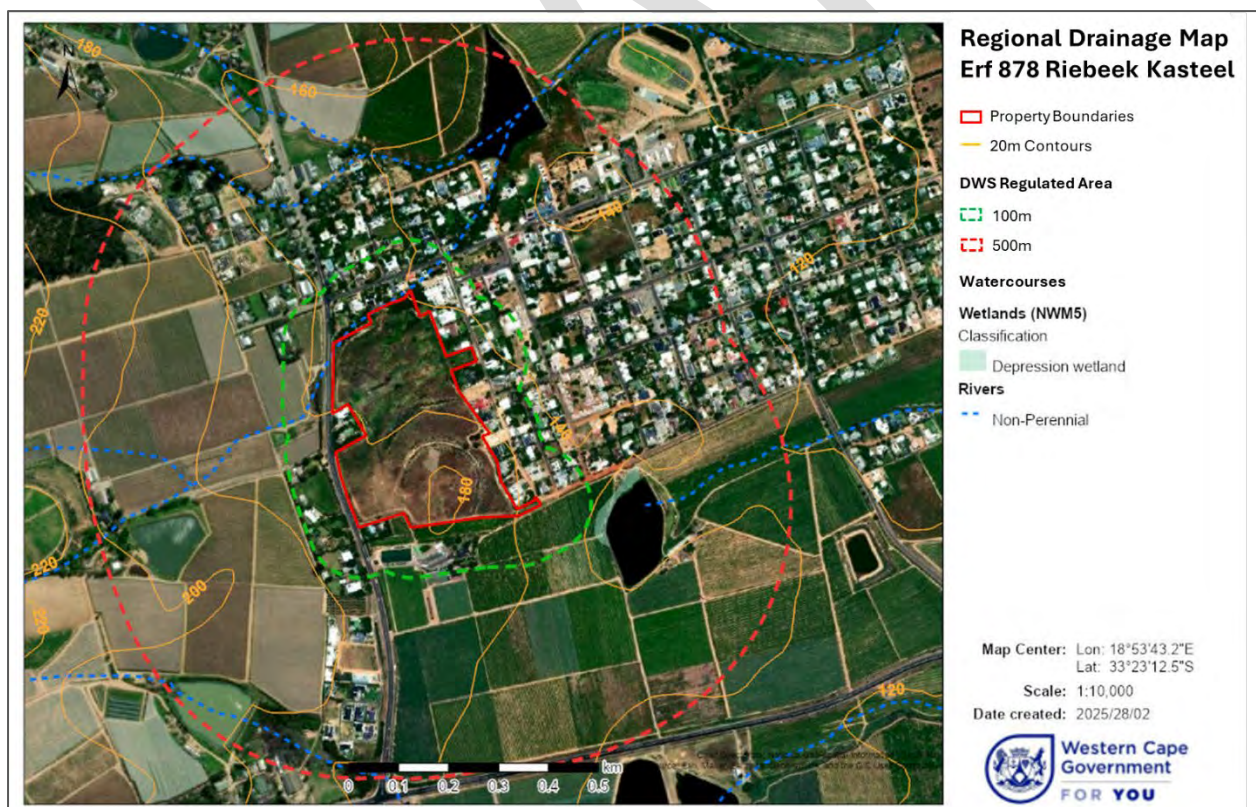 Regional Drainage Map
Erf 878 Riebeek Kasteel
Property Boundaries
20m Contours
DWS Regulated Area
100m
500m
Watercourses
Wetlands (NWM5)
Classification
Depression wetland
Rivers
Non-Perennial
Map Center: Lon: 18°53'43.2"E
Lat: 33°23'12.5"S
Scale: 1:10,000
Date created: 2025/28/02
Western Cape
Government
FOR YOU
N
180
160
140
120
220
140
180
200
220
220
120
km
0 0.1 0.2 0.3 0.4 0.5